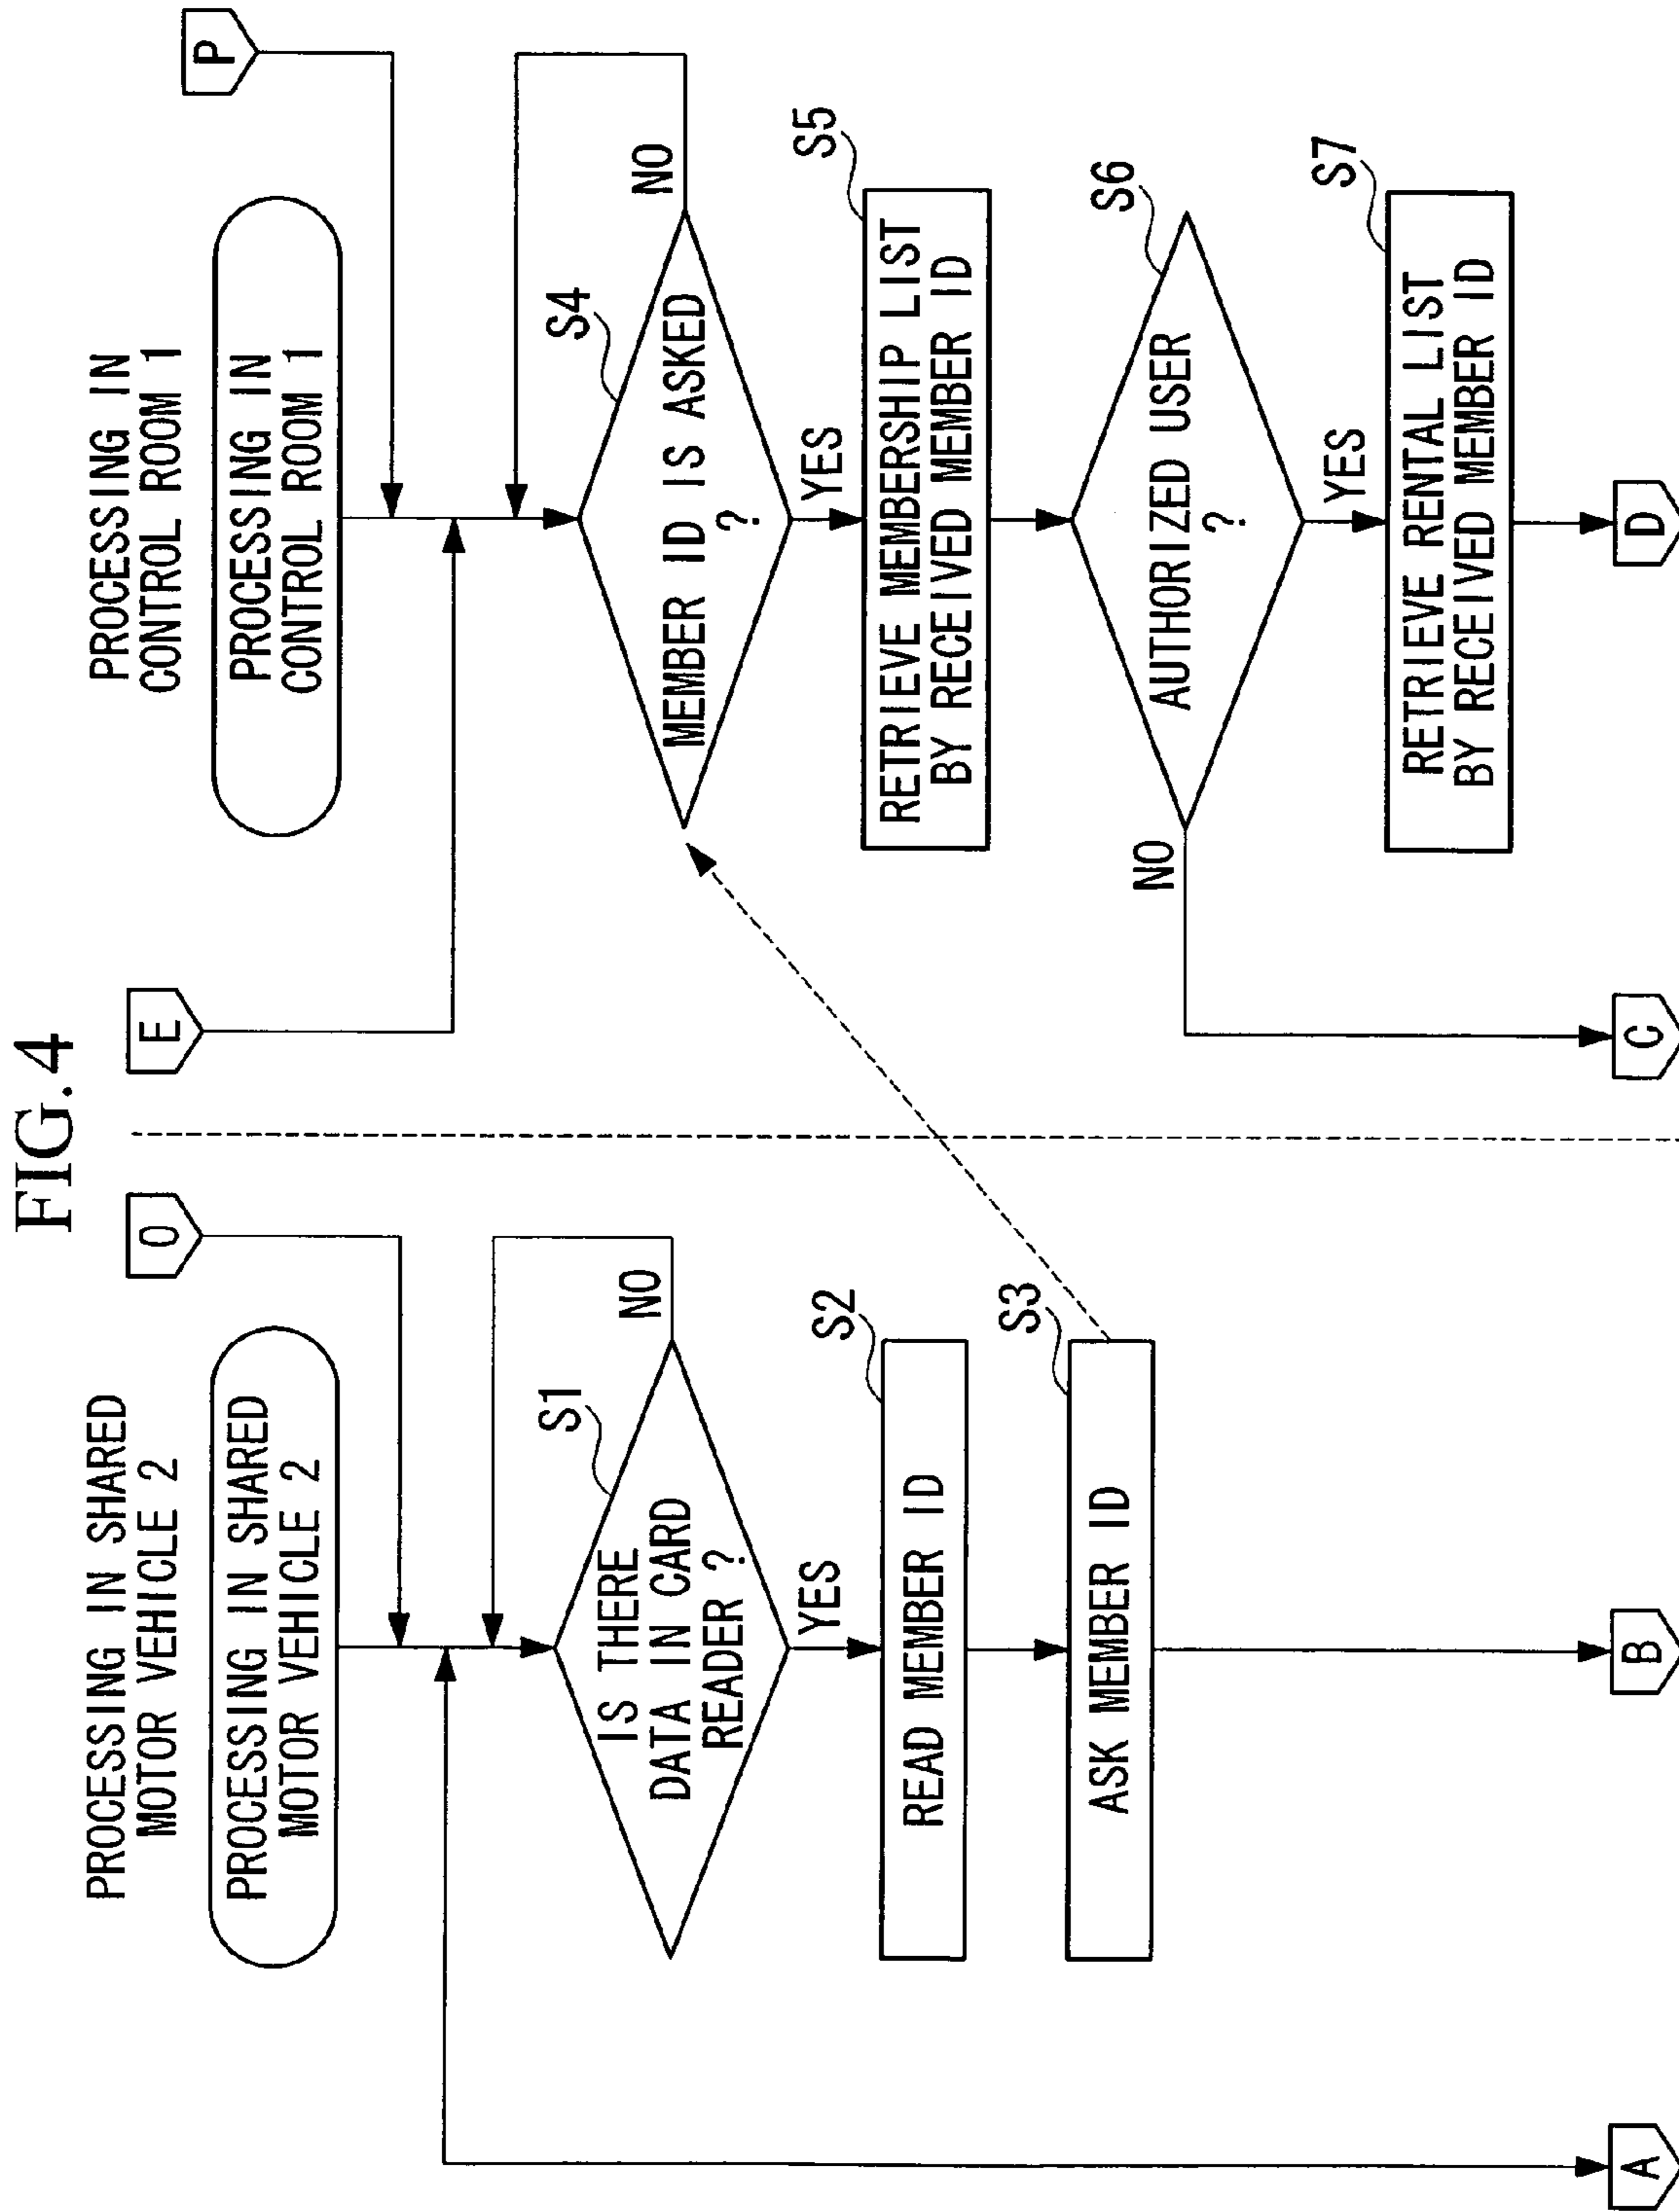 FIG.4
PROCESSING IN SHARED
MOTOR VEHICLE 2
PROCESSING IN SHARED
MOTOR VEHICLE 2
O
S1
IS THERE
DATA IN CARD
READER ?
NO
YES
S2
READ MEMBER ID
S3
ASK MEMBER ID
A
B
PROCESSING IN
CONTROL ROOM 1
PROCESSING IN
CONTROL ROOM 1
E
P
S4
MEMBER ID IS ASKED
?
NO
YES
S5
RETRIEVE MEMBERSHIP LIST
BY RECEIVED MEMBER ID
S6
AUTHORIZED USER
?
NO
YES
S7
RETRIEVE RENTAL LIST
BY RECEIVED MEMBER ID
C
D